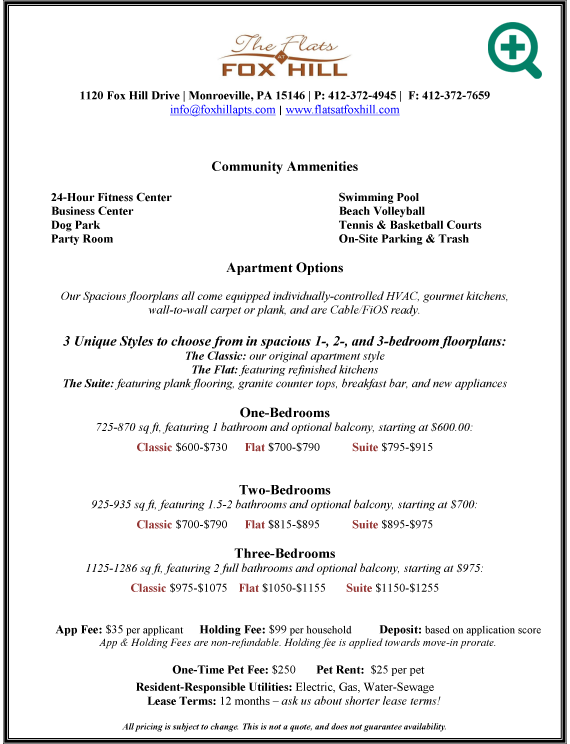 The Flats
AT
FOX HILL
1120 Fox Hill Drive | Monroeville, PA 15146 | P: 412-372-4945 | F: 412-372-7659
info@foxhillapts.com | www.flatsatfoxhill.com
Community Ammenities
24-Hour Fitness Center Swimming Pool
Business Center Beach Volleyball
Dog Park Tennis & Basketball Courts
Party Room On-Site Parking & Trash
Apartment Options
Our Spacious floorplans all come equipped individually-controlled HVAC, gourmet kitchens,
wall-to-wall carpet or plank, and are Cable/FiOS ready.
3 Unique Styles to choose from in spacious 1-, 2-, and 3-bedroom floorplans:
The Classic: our original apartment style
The Flat: featuring refinished kitchens
The Suite: featuring plank flooring, granite counter tops, breakfast bar, and new appliances
One-Bedrooms
725-870 sq ft, featuring 1 bathroom and optional balcony, starting at $600.00:
Classic $600-$730 Flat $700-$790 Suite $795-$915
Two-Bedrooms
925-935 sq ft, featuring 1.5-2 bathrooms and optional balcony, starting at $700:
Classic $700-$790 Flat $815-$895 Suite $895-$975
Three-Bedrooms
1125-1286 sq ft, featuring 2 full bathrooms and optional balcony, starting at $975:
Classic $975-$1075 Flat $1050-$1155 Suite $1150-$1255
App Fee: $35 per applicant Holding Fee: $99 per household Deposit: based on application score
App & Holding Fees are non-refundable. Holding fee is applied towards move-in prorate.
One-Time Pet Fee: $250 Pet Rent: $25 per pet
Resident-Responsible Utilities: Electric, Gas, Water-Sewage
Lease Terms: 12 months – ask us about shorter lease terms!
All pricing is subject to change. This is not a quote, and does not guarantee availability.